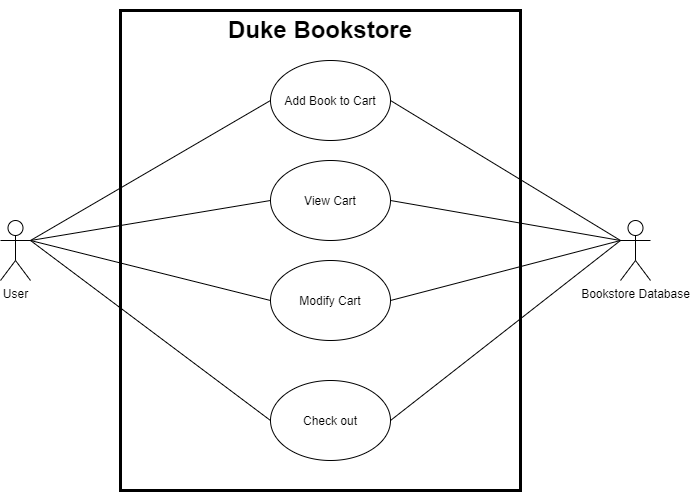 Duke Bookstore
Add Book to Cart
View Cart
Modify Cart
User
Bookstore Database
Check out